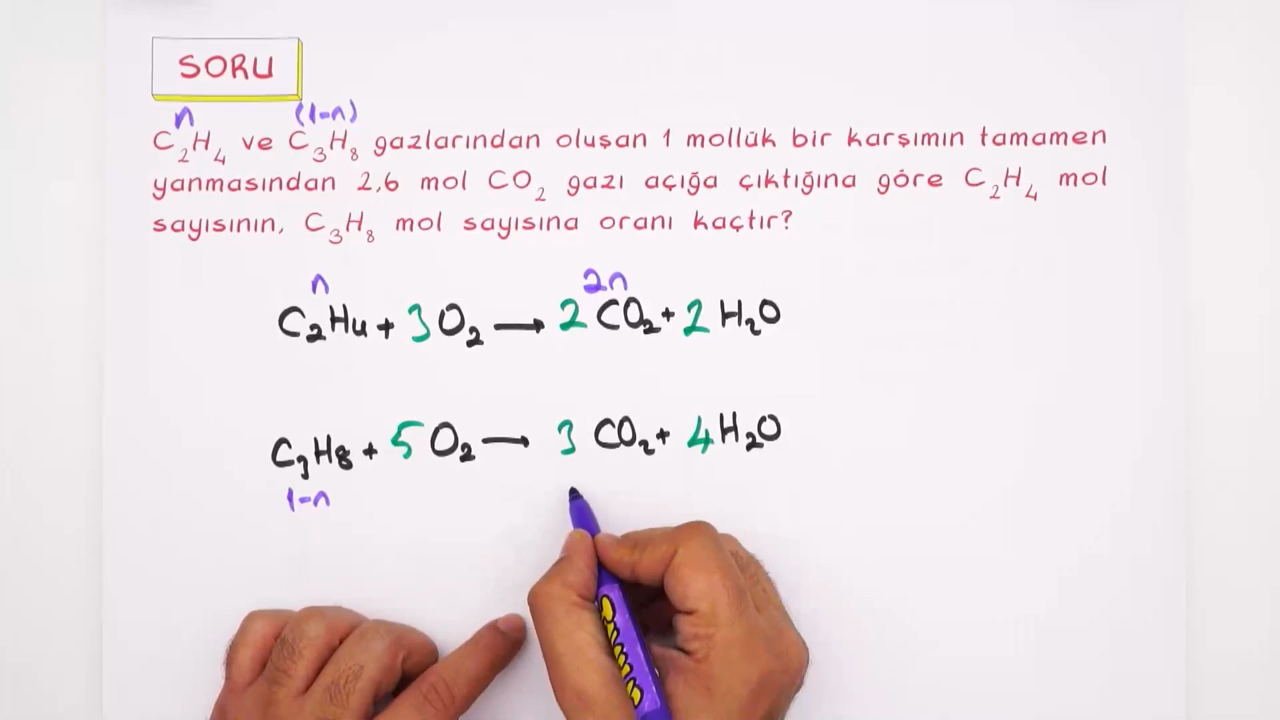 SORU
n (1-n)
C₂H₄ ve C₃H₈ gazlarından oluşan 1 mollük bir karşımın tamamen
yanmasından 2,6 mol CO₂ gazı açığa çıktığına göre C₂H₄ mol
sayısının, C₃H₈ mol sayısına oranı kaçtır?
n 2n
C₂H₄ + 3O₂ → 2CO₂ + 2H₂O
C₃H₈ + 5O₂ → 3CO₂ + 4H₂O
1-n